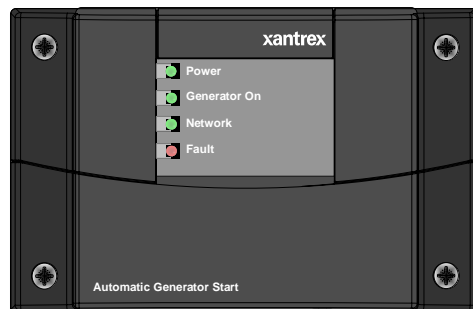 xantrex
Power
Generator On
Network
Fault
Automatic Generator Start